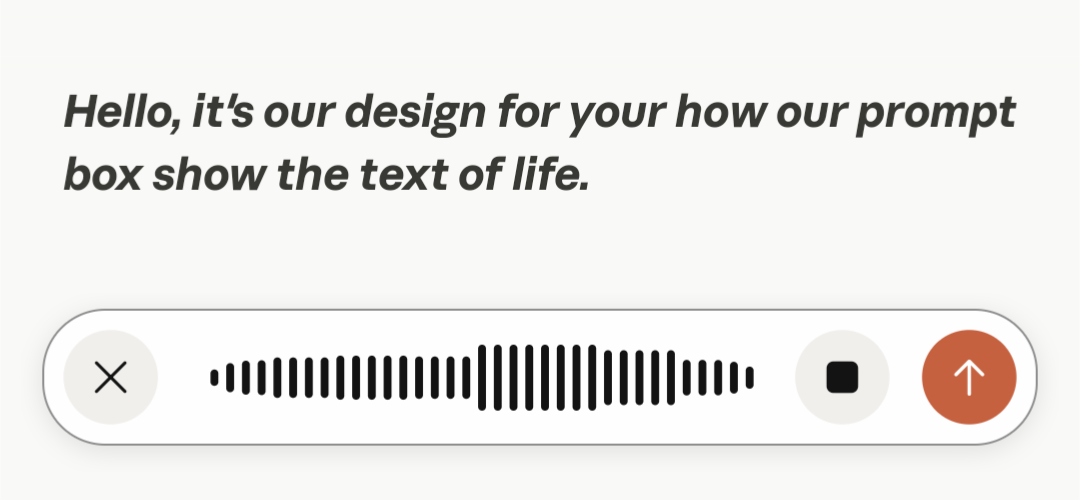 Hello, it's our design for your how our prompt
box show the text of life.